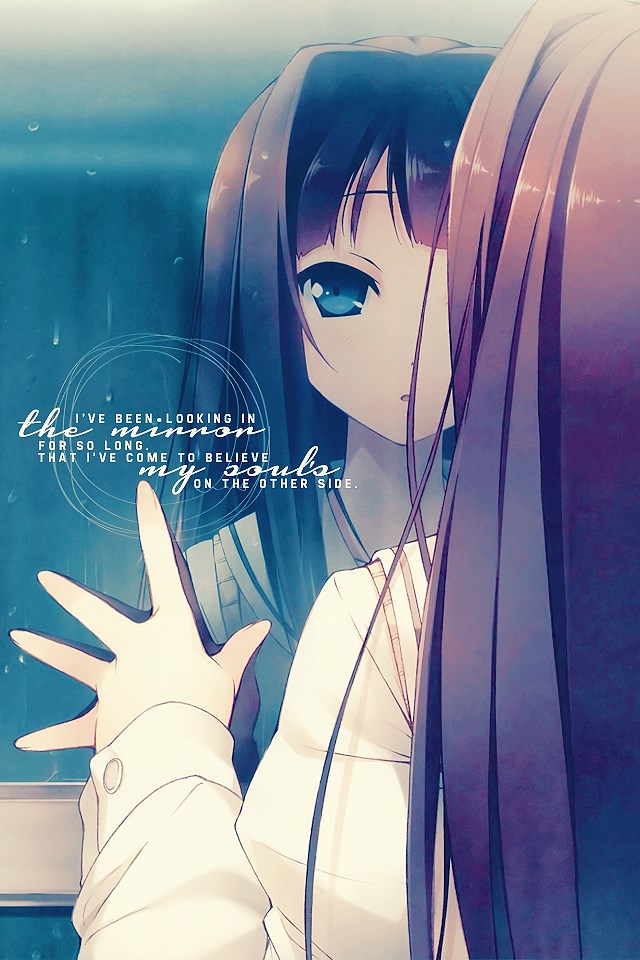 I'VE BEEN LOOKING IN
the mirror
FOR SO LONG.
THAT I'VE COME TO BELIEVE
my soul's
ON THE OTHER SIDE.